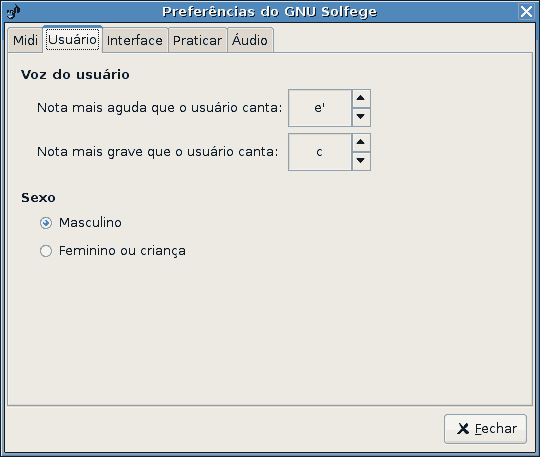 Preferências do GNU Solfege
Midi Usuário Interface Praticar Áudio
Voz do usuário
Nota mais aguda que o usuário canta: e'
Nota mais grave que o usuário canta: c
Sexo
Masculino
Feminino ou criança
Fechar